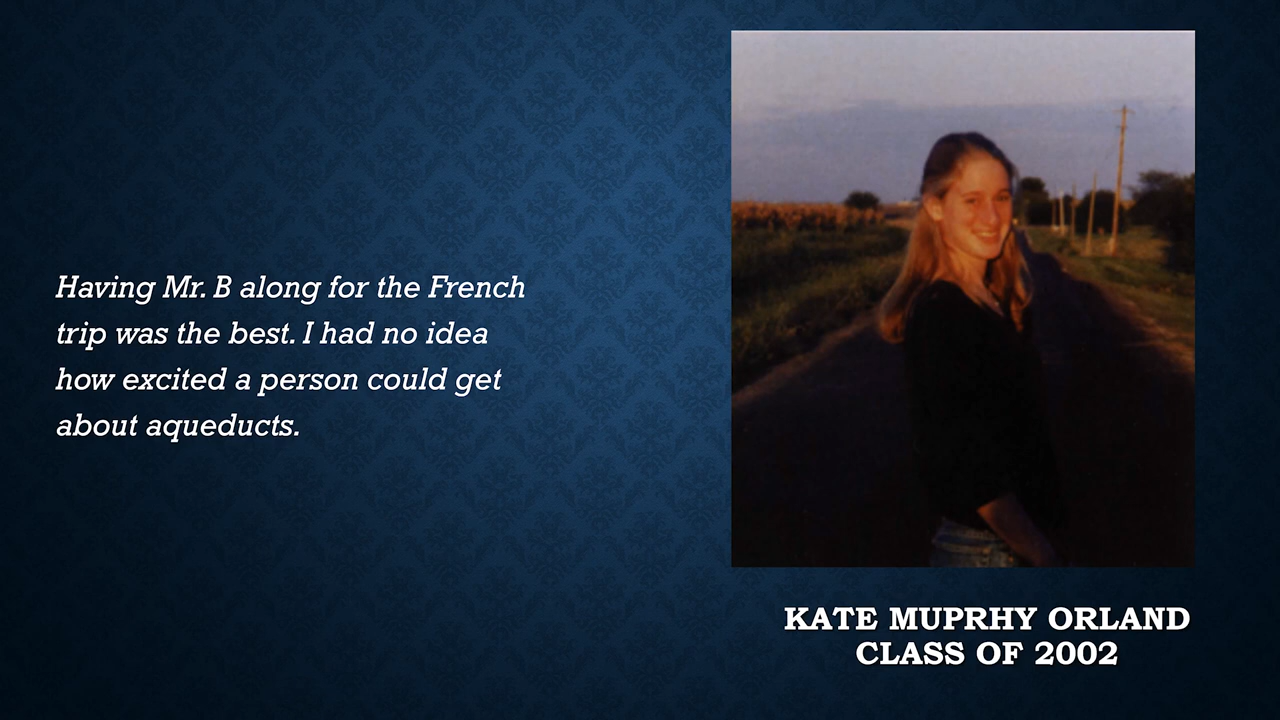 Having Mr. B along for the French
trip was the best. I had no idea
how excited a person could get
about aqueducts.
KATE MUPRHY ORLAND
CLASS OF 2002